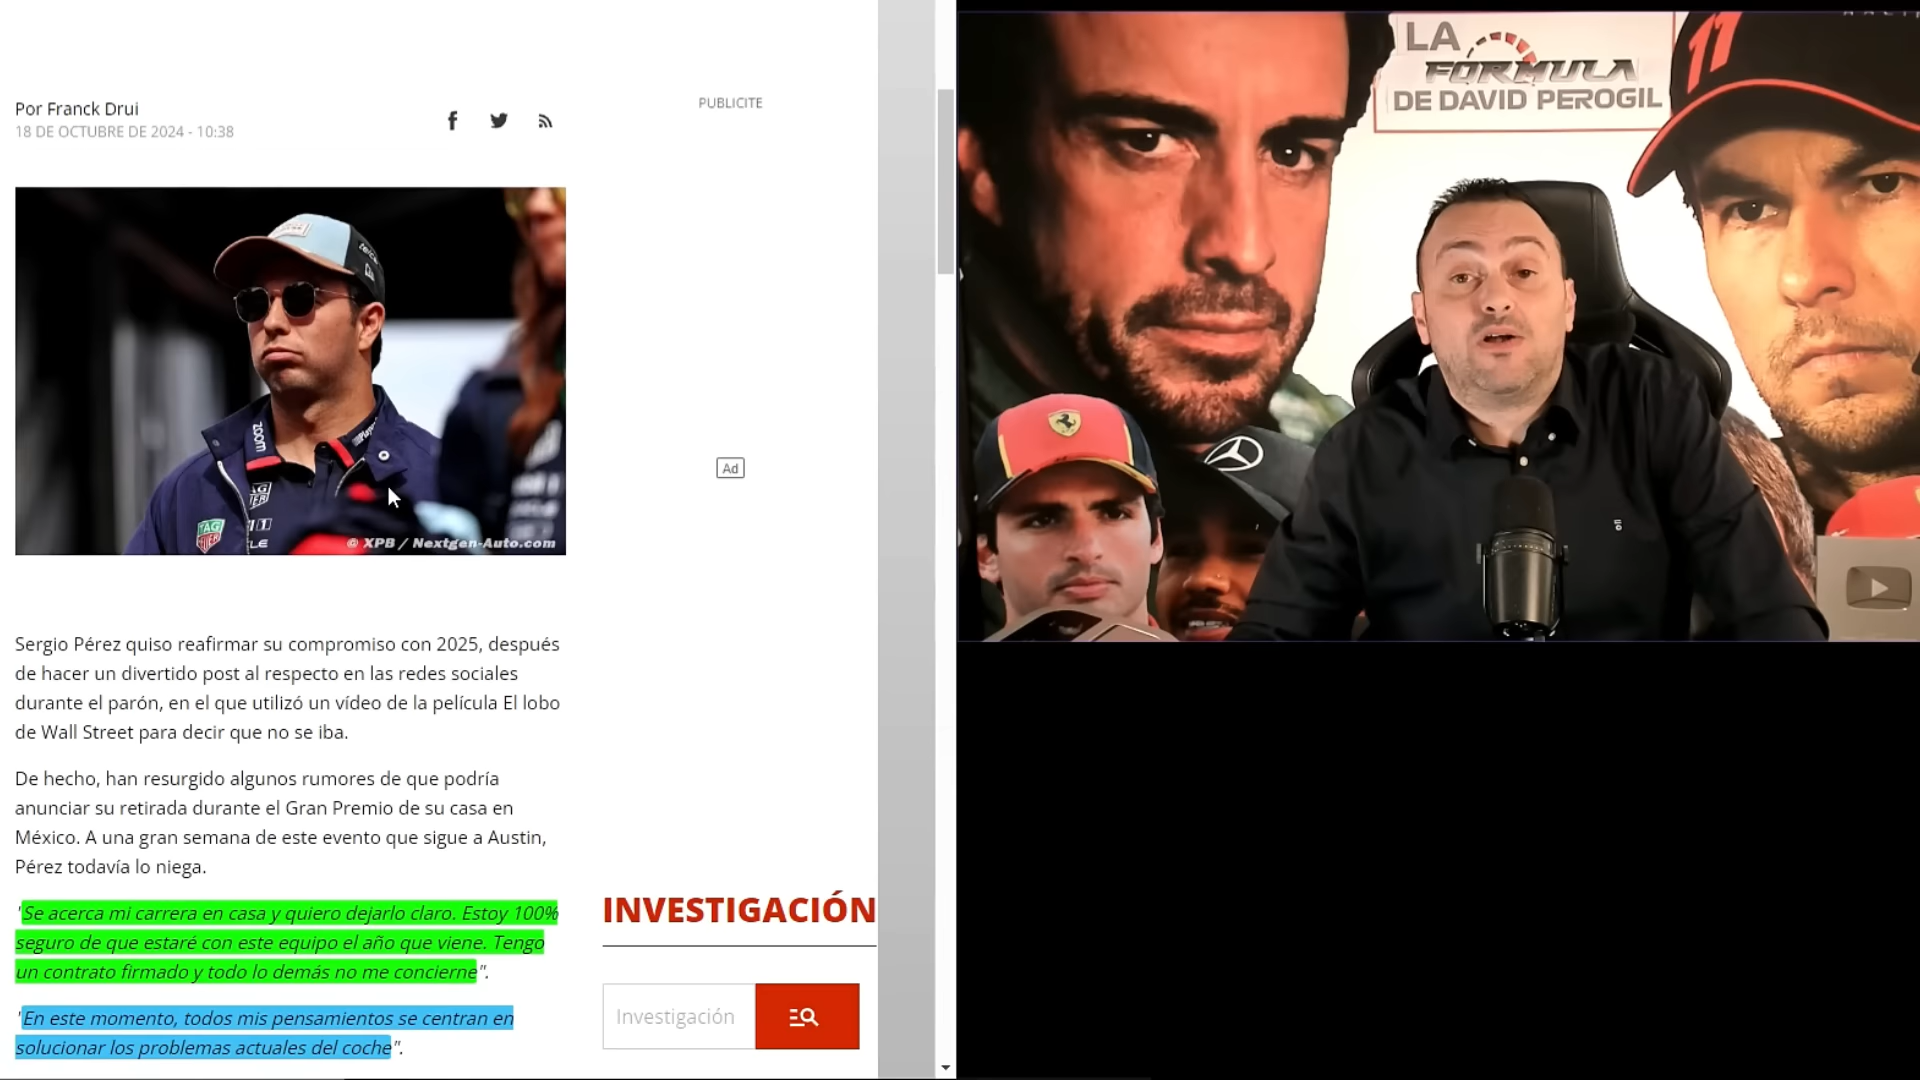 Por Franck Drui
18 DE OCTUBRE DE 2024 - 10:38
PUBLICITE
zoom
TAG
© XPB / Nextgen-Auto.com
Ad
Sergio Pérez quiso reafirmar su compromiso con 2025, después
de hacer un divertido post al respecto en las redes sociales
durante el parón, en el que utilizó un vídeo de la película El lobo
de Wall Street para decir que no se iba.
De hecho, han resurgido algunos rumores de que podría
anunciar su retirada durante el Gran Premio de su casa en
México. A una gran semana de este evento que sigue a Austin,
Pérez todavía lo niega.
"Se acerca mi carrera en casa y quiero dejarlo claro. Estoy 100%
seguro de que estaré con este equipo el año que viene. Tengo
un contrato firmado y todo lo demás no me concierne".
"En este momento, todos mis pensamientos se centran en
solucionar los problemas actuales del coche".
INVESTIGACIÓN
Investigación
LA
FORMULA
DE DAVID PEROGIL
11